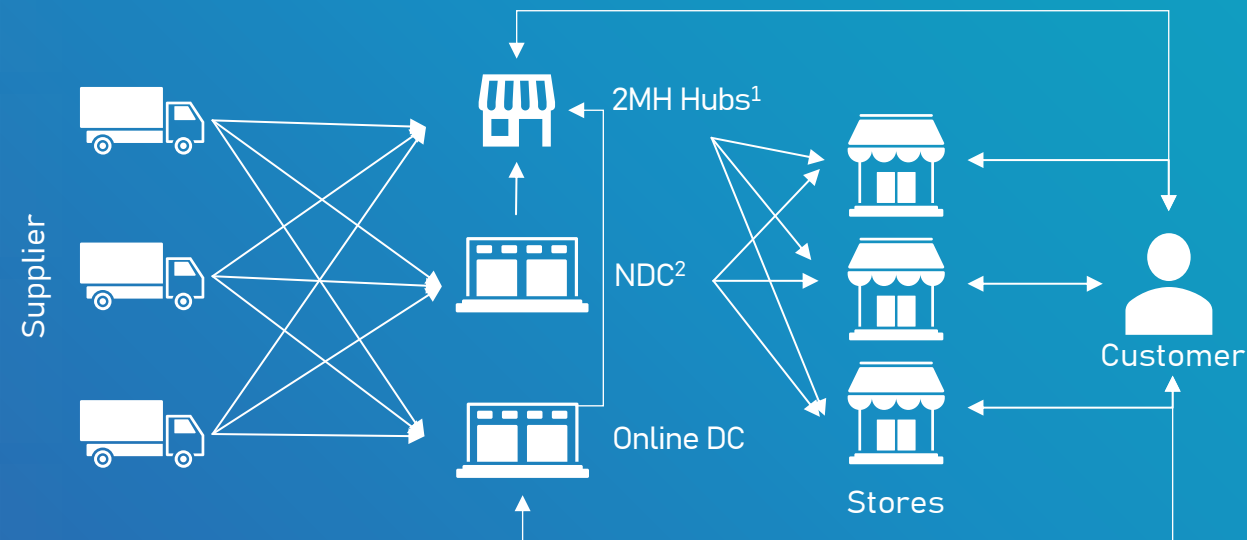 Supplier
2MH Hubs¹
NDC²
Online DC
Stores
Customer